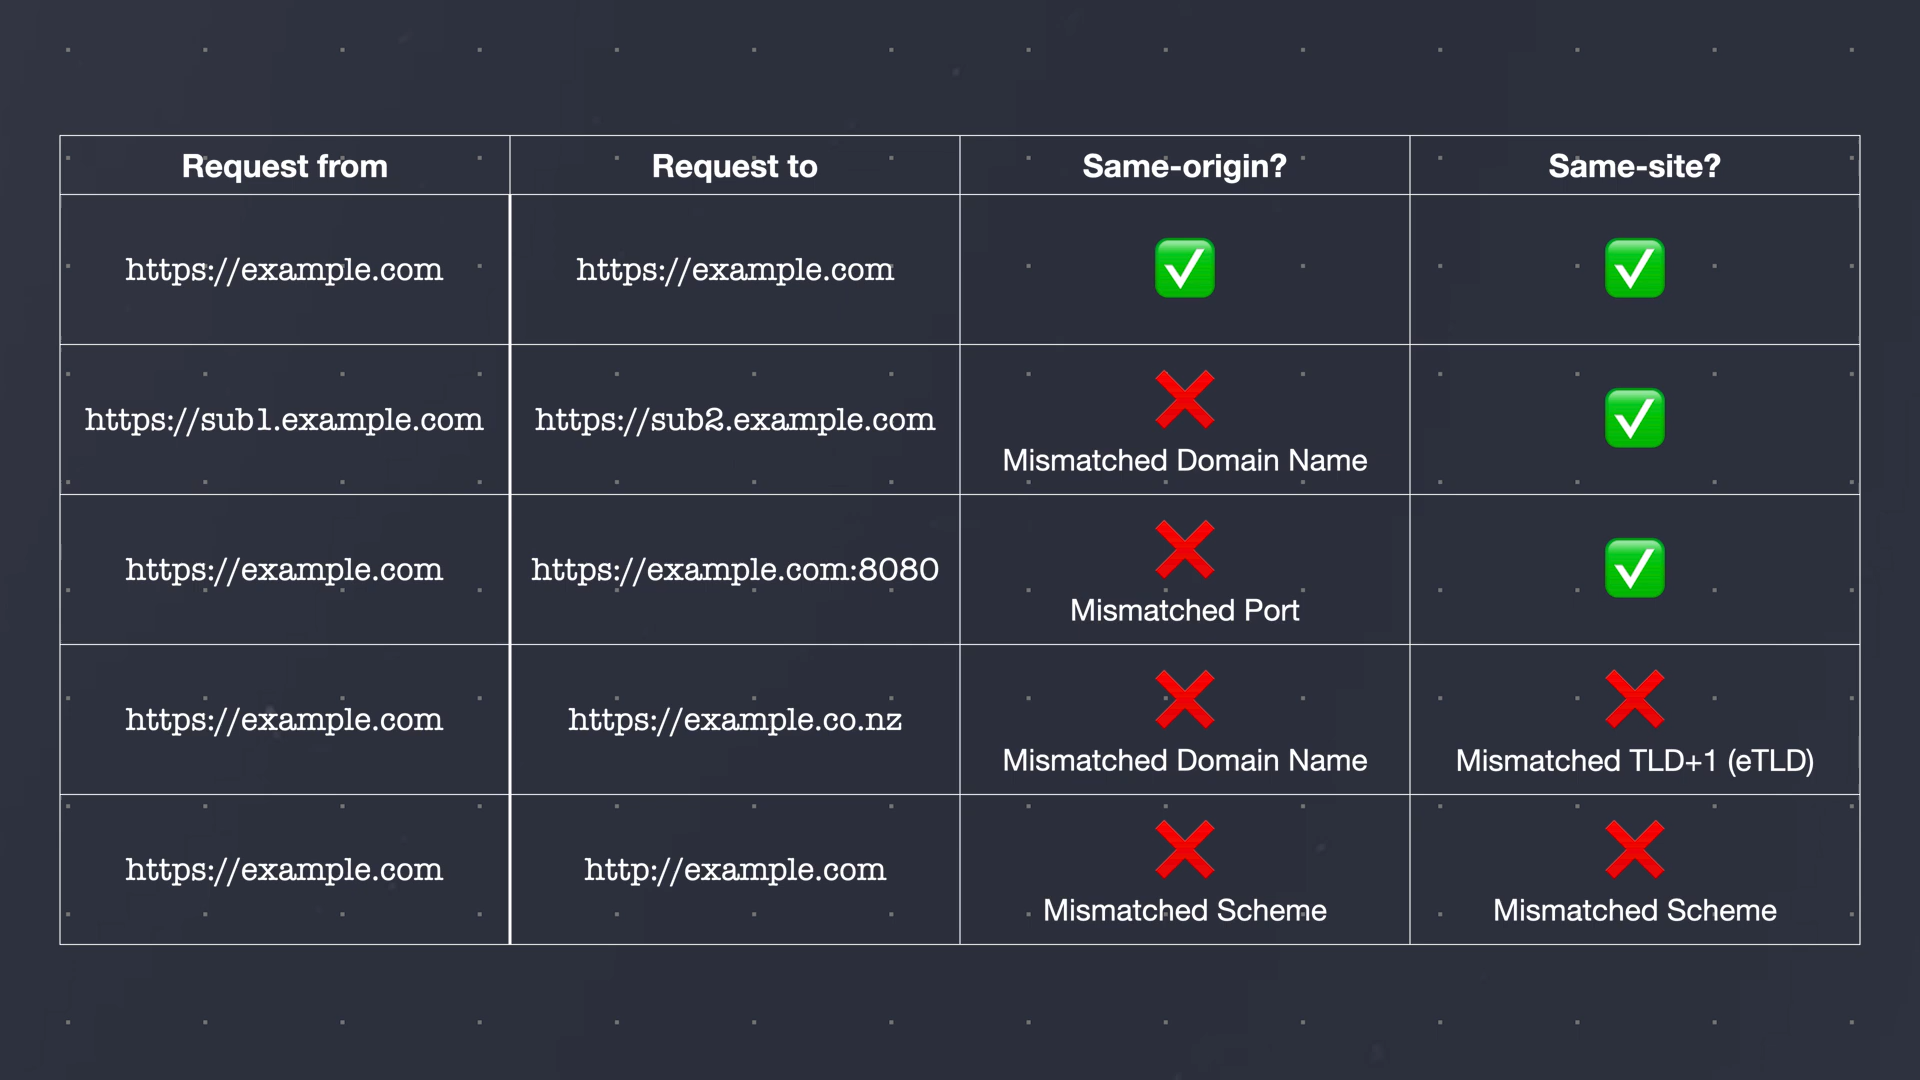 Request from Request to Same-origin? Same-site?
https://example.com https://example.com
https://sub1.example.com https://sub2.example.com
Mismatched Domain Name
https://example.com https://example.com:8080
Mismatched Port
https://example.com https://example.co.nz
Mismatched Domain Name Mismatched TLD+1 (eTLD)
https://example.com http://example.com
Mismatched Scheme Mismatched Scheme